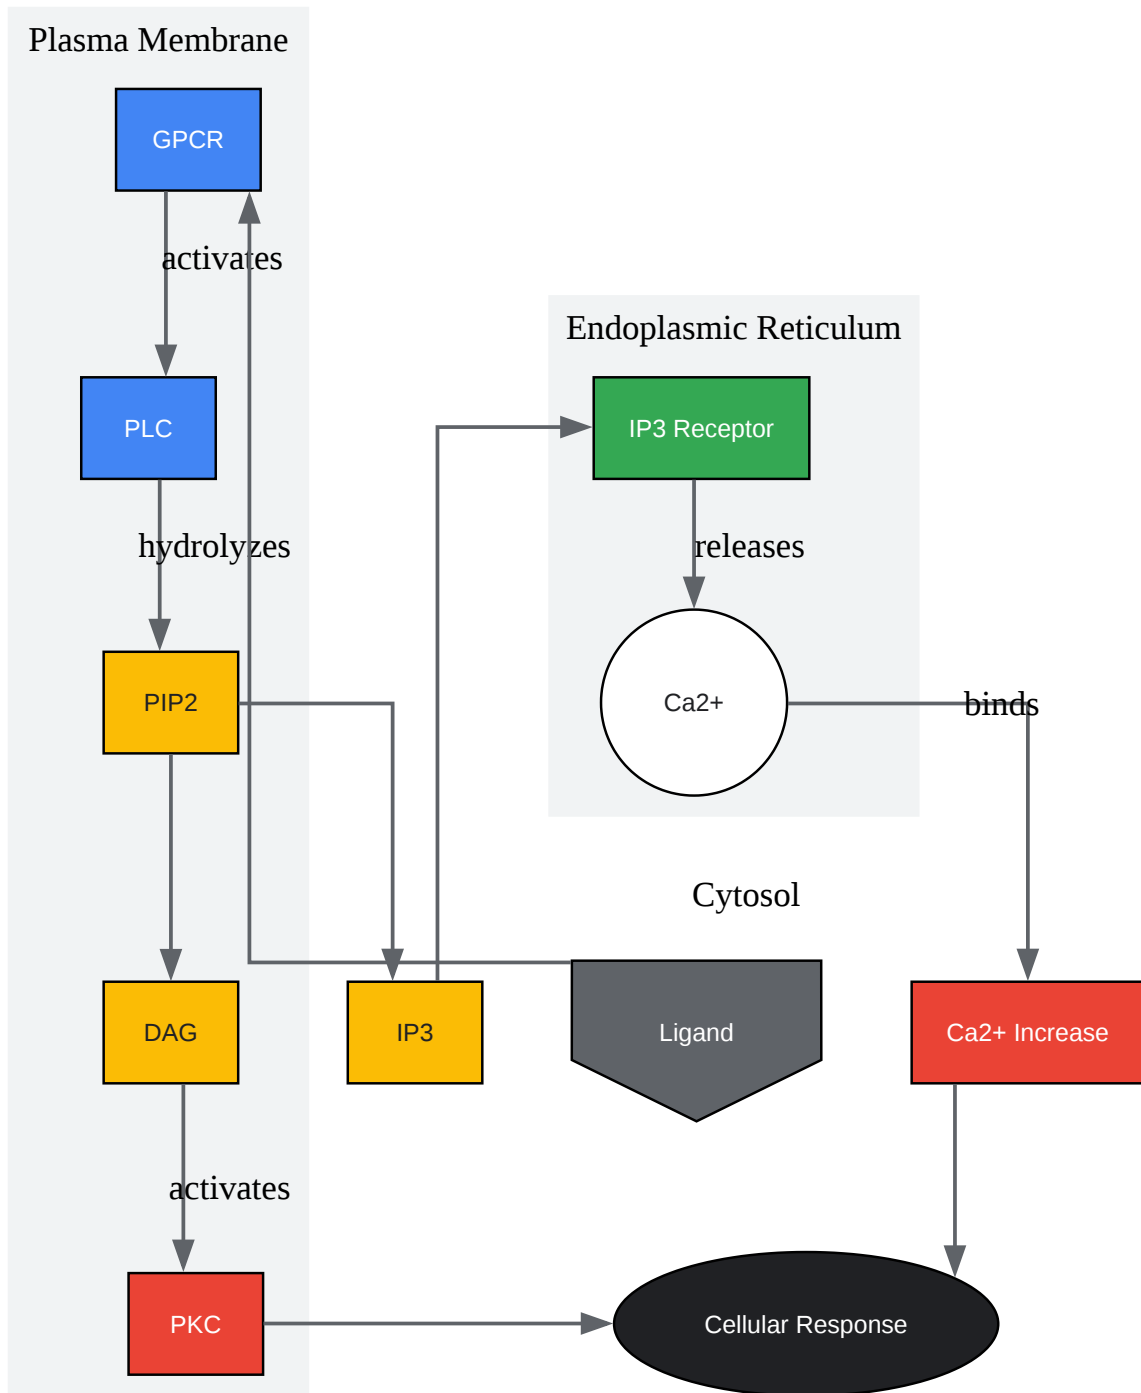 Plasma Membrane
GPCR
activates
Endoplasmic Reticulum
PLC
IP3 Receptor
hydrolyzes
releases
PIP2
Ca2+
binds
Cytosol
DAG
IP3
Ligand
Ca2+ Increase
activates
PKC
Cellular Response